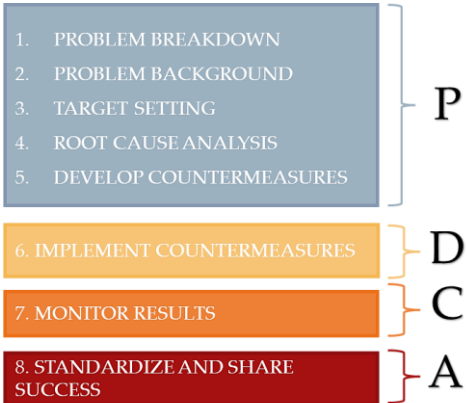 1. PROBLEM BREAKDOWN
2. PROBLEM BACKGROUND
3. TARGET SETTING
4. ROOT CAUSE ANALYSIS
5. DEVELOP COUNTERMEASURES
P
6. IMPLEMENT COUNTERMEASURES
D
7. MONITOR RESULTS
C
8. STANDARDIZE AND SHARE
SUCCESS
A